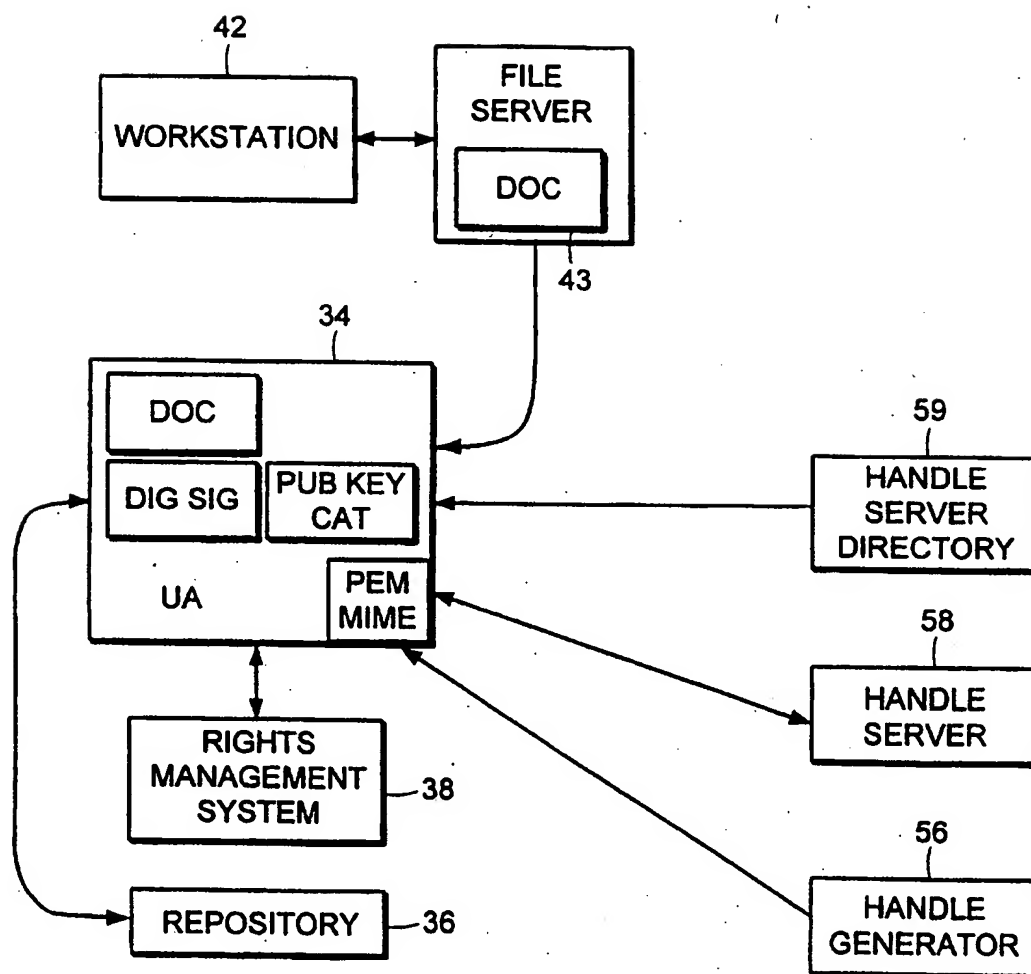 42
WORKSTATION
FILE
SERVER
DOC
43
34
DOC
DIG SIG
PUB KEY
CAT
UA
PEM
MIME
59
HANDLE
SERVER
DIRECTORY
58
HANDLE
SERVER
RIGHTS
MANAGEMENT
SYSTEM
38
56
HANDLE
GENERATOR
REPOSITORY
36